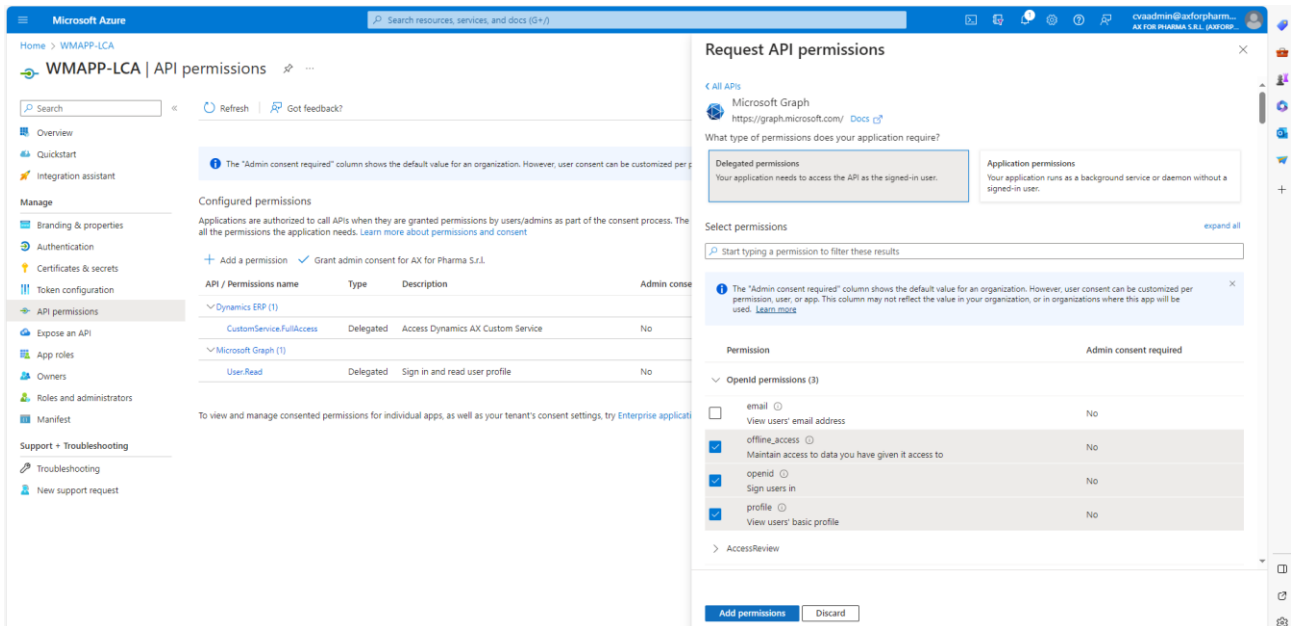 Microsoft Azure
Search resources, services, and docs (G+/)
1
cvaadmin@axforpharm...
AX FOR PHARMA S.R.L. (AXFORP...
Home > WMAPP-LCA
WMAPP-LCA | API permissions
...
Search
«
Overview
Quickstart
Integration assistant
Manage
Branding & properties
Authentication
Certificates & secrets
Token configuration
API permissions
Expose an API
App roles
Owners
Roles and administrators
Manifest
Support + Troubleshooting
Troubleshooting
New support request
Refresh
Got feedback?
The "Admin consent required" column shows the default value for an organization. However, user consent can be customized per p
Configured permissions
Applications are authorized to call APIs when they are granted permissions by users/admins as part of the consent process. The
all the permissions the application needs. Learn more about permissions and consent
Add a permission
Grant admin consent for AX for Pharma S.r.l.
API / Permissions name Type Description Admin conse
Dynamics ERP (1)
CustomService.FullAccess Delegated Access Dynamics AX Custom Service No
Microsoft Graph (1)
User.Read Delegated Sign in and read user profile No
To view and manage consented permissions for individual apps, as well as your tenant's consent settings, try Enterprise applicati
Request API permissions
All APIs
Microsoft Graph
https://graph.microsoft.com/ Docs
What type of permissions does your application require?
Delegated permissions
Your application needs to access the API as the signed-in user.
Application permissions
Your application runs as a background service or daemon without a
signed-in user.
Select permissions
expand all
Start typing a permission to filter these results
The "Admin consent required" column shows the default value for an organization. However, user consent can be customized per
permission, user, or app. This column may not reflect the value in your organization, or in organizations where this app will be
used. Learn more
Permission Admin consent required
OpenId permissions (3)
email
View users' email address
No
offline_access
Maintain access to data you have given it access to
No
openid
Sign users in
No
profile
View users' basic profile
No
AccessReview
Add permissions
Discard